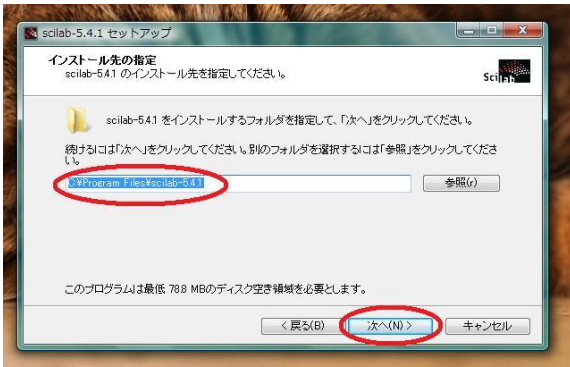 scilab-5.4.1 セットアップ
インストール先の指定
scilab-5.4.1 のインストール先を指定してください。
Scilab
scilab-5.4.1 をインストールするフォルダを指定して、「次へ」をクリックしてください。
続けるには「次へ」をクリックしてください。別のフォルダを選択するには「参照」をクリックしてくださ
い。
C:¥Program Files¥scilab-5.4.1
参照(r)
このプログラムは最低 78.8 MBのディスク空き領域を必要とします。
< 戻る(B)
次へ(N) >
キャンセル